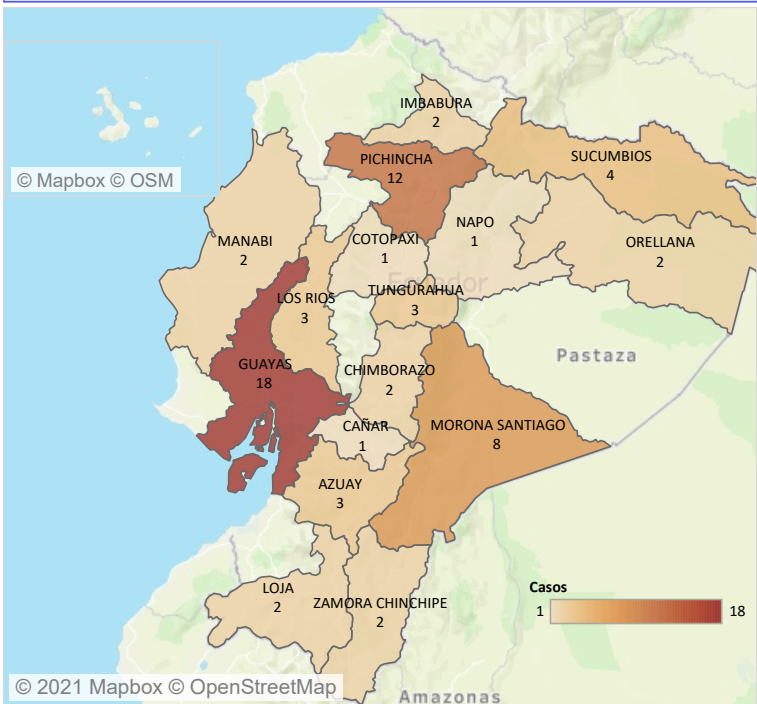 IMBABURA
2
PICHINCHA
12
SUCUMBIOS
4
© Mapbox © OSM
NAPO
1
MANABI
2
COTOPAXI
1
ORELLANA
2
Ecuador
TUNGURAHUA
3
LOS RIOS
3
Pastaza
GUAYAS
18
CHIMBORAZO
2
CAÑAR
1
MORONA SANTIAGO
8
AZUAY
3
LOJA
2
ZAMORA CHINCHIPE
2
Casos
1 18
© 2021 Mapbox © OpenStreetMap
Amazonas